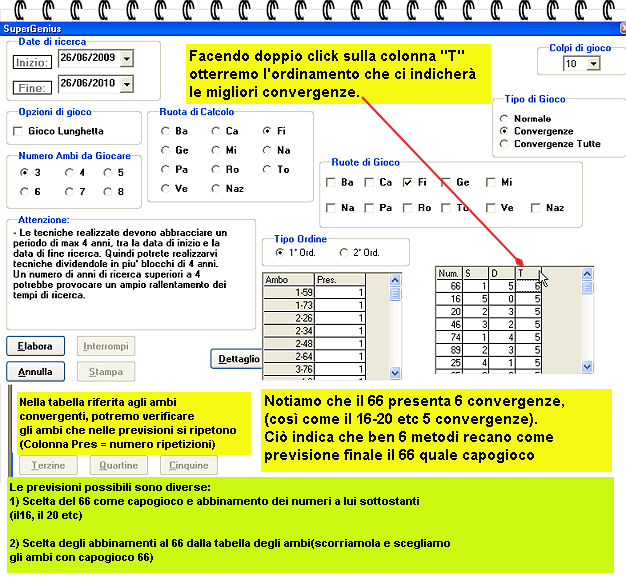 SuperGenius
Date di ricerca
Inizio: 26/06/2009
Fine: 26/06/2010
Facendo doppio click sulla colonna "T"
otterremo l'ordinamento che ci indicherà
le migliori convergenze.
Colpi di gioco
10
Tipo di Gioco
Normale
Convergenze
Convergenze Tutte
Opzioni di gioco
Gioco Lunghetta
Numero Ambi da Giocare
3 4 5
6 7 8
Ruota di Calcolo
Ba Ca Fi
Ge Mi Na
Pa Ro To
Ve Naz
Ruote di Gioco
Ba Ca Fi Ge Mi
Na Pa Ro To Ve Naz
Attenzione:
- Le tecniche realizzate devono abbracciare un
periodo di max 4 anni, tra la data di inizio e la
data di fine ricerca. Quindi potrete realizzarvi
tecniche dividendole in piu' blocchi di 4 anni.
Un numero di anni di ricerca superiori a 4
potrebbe provocare un ampio rallentamento dei
tempi di ricerca.
Tipo Ordine
1° Ord. 2° Ord.
Ambo Pres.
1-59 1
1-73 1
2-26 1
2-34 1
2-48 1
2-64 1
3-76 1
Num. S D T
66 1 5 6
16 5 0 5
20 2 3 5
46 3 2 5
74 1 4 5
89 2 3 5
25 4 1 5
Elabora Interrompi
Annulla Stampa
Dettaglio
Nella tabella riferita agli ambi
convergenti, potremo verificare
gli ambi che nelle previsioni si ripetono
(Colonna Pres = numero ripetizioni)
Terzine Quartine Cinquine
Notiamo che il 66 presenta 6 convergenze,
(così come il 16-20 etc 5 convergenze).
Ciò indica che ben 6 metodi recano come
previsione finale il 66 quale capogioco
Le previsioni possibili sono diverse:
1) Scelta del 66 come capogioco e abbinamento dei numeri a lui sottostanti
(il16, il 20 etc)
2) Scelta degli abbinamenti al 66 dalla tabella degli ambi(scorriamola e scegliamo
gli ambi con capogioco 66)